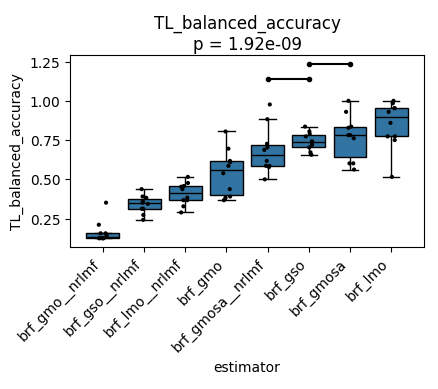 TL_balanced_accuracy
p = 1.92e-09
1.25
1.00
0.75
0.50
0.25
TL_balanced_accuracy
brf_gmo__nrlmf
brf_gso__nrlmf
brf_lmo__nrlmf
brf_gmo
brf_gmosa__nrlmf
brf_gso
brf_gmosa
brf_lmo
estimator